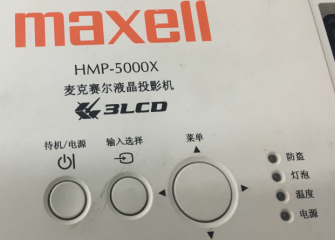 maxell
HMP-5000X
麦克赛尔液晶投影机
3LCD
待机/电源
输入选择
菜单
防盗
灯泡
温度
电源